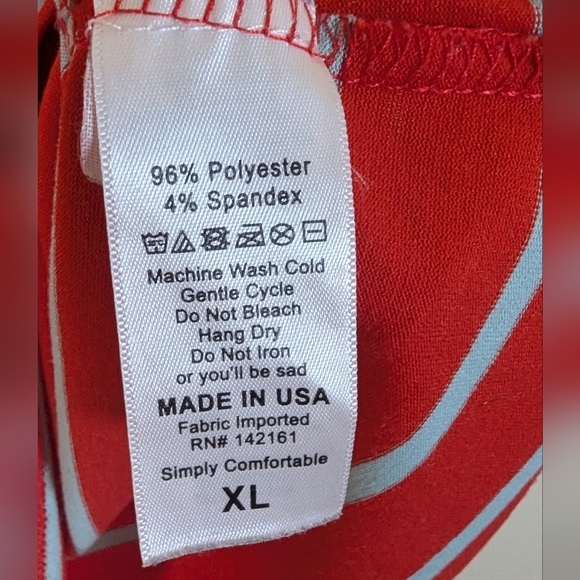 96% Polyester
4% Spandex
Machine Wash Cold
Gentle Cycle
Do Not Bleach
Hang Dry
Do Not Iron
or you'll be sad
MADE IN USA
Fabric Imported
RN# 142161
Simply Comfortable
XL